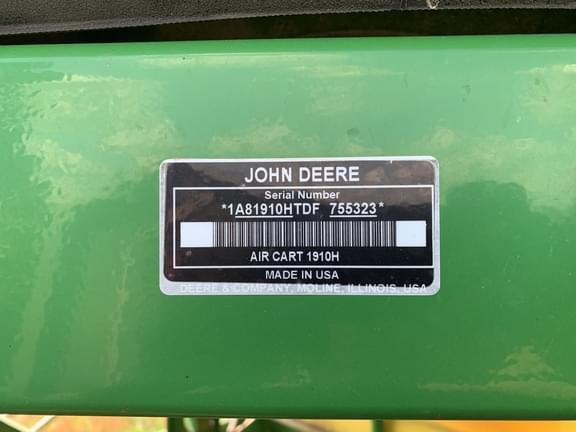 JOHN DEERE
Serial Number
*1A81910HTDF 755323*
AIR CART 1910H
MADE IN USA
DEERE & COMPANY, MOLINE, ILLINOIS, USA